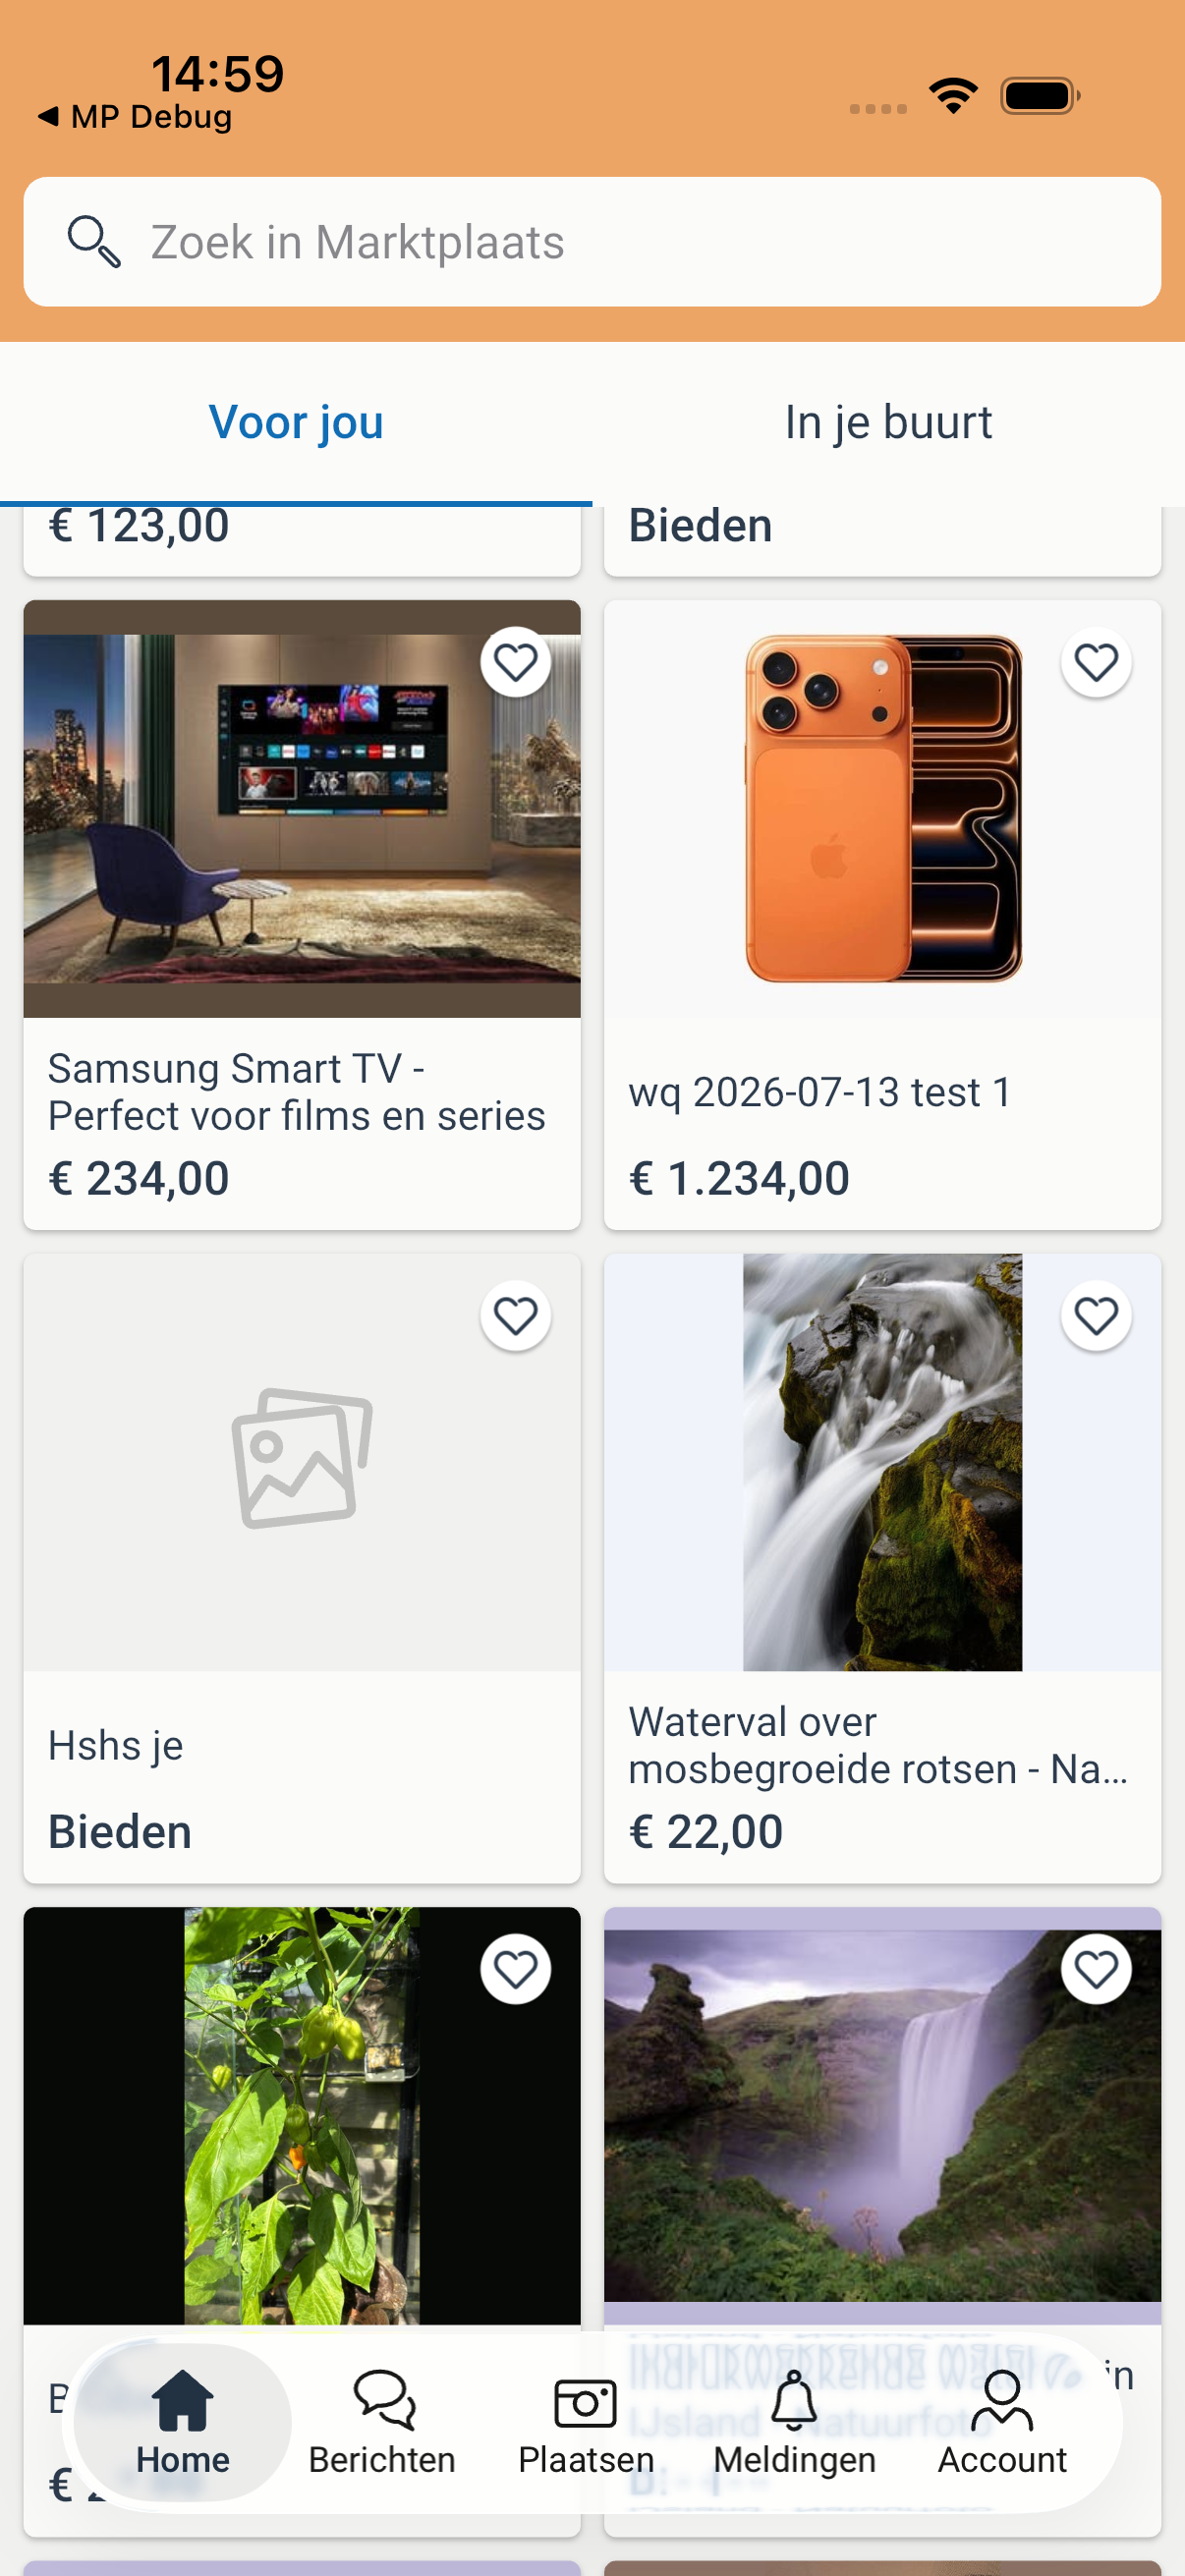 14:59
◀ MP Debug
Zoek in Marktplaats
Voor jou
In je buurt
€ 123,00
Bieden
Samsung Smart TV -
Perfect voor films en series
€ 234,00
wq 2026-07-13 test 1
€ 1.234,00
Hshs je
Bieden
Waterval over
mosbegroeide rotsen - Na...
€ 22,00
IJsland - Natuurfoto
Home
Berichten
Plaatsen
Meldingen
Account